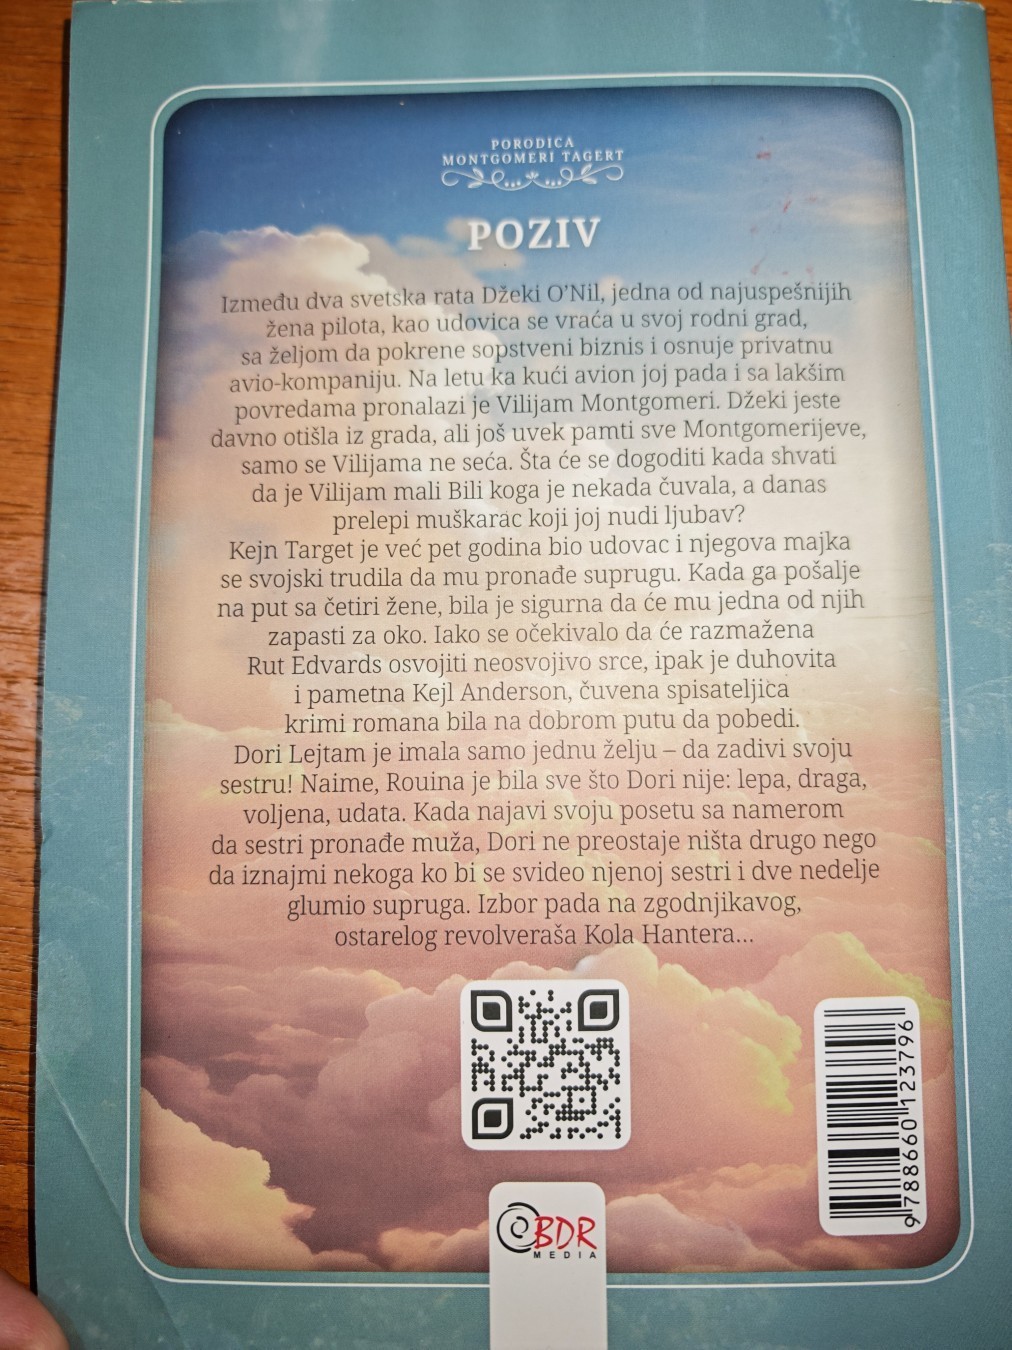 PORODICA
MONTGOMERI TAGERT
POZIV
Između dva svetska rata Džeki O’Nil, jedna od najuspešnijih
žena pilota, kao udovica se vraća u svoj rodni grad,
sa željom da pokrene sopstveni biznis i osnuje privatnu
avio-kompaniju. Na letu ka kući avion joj pada i sa lakšim
povredama pronalazi je Vilijam Montgomeri. Džeki jeste
davno otišla iz grada, ali još uvek pamti sve Montgomerijeve,
samo se Vilijama ne seća. Šta će se dogoditi kada shvati
da je Vilijam mali Bili koga je nekada čuvala, a danas
prelepi muškarac koji joj nudi ljubav?
Kejn Target je već pet godina bio udovac i njegova majka
se svojski trudila da mu pronađe suprugu. Kada ga pošalje
na put sa četiri žene, bila je sigurna da će mu jedna od njih
zapasti za oko. Iako se očekivalo da će razmažena
Rut Edvards osvojiti neosvojivo srce, ipak je duhovita
i pametna Kejl Anderson, čuvena spisateljica
krimi romana bila na dobrom putu da pobedi.
Dori Lejtam je imala samo jednu želju – da zadivi svoju
sestru! Naime, Rouina je bila sve što Dori nije: lepa, draga,
voljena, udata. Kada najavi svoju posetu sa namerom
da sestri pronađe muža, Dori ne preostaje ništa drugo nego
da iznajmi nekoga ko bi se svideo njenoj sestri i dve nedelje
glumio supruga. Izbor pada na zgodnjikavog,
ostarelog revolveraša Kola Hantera...
9788660123796
BDR
MEDIA